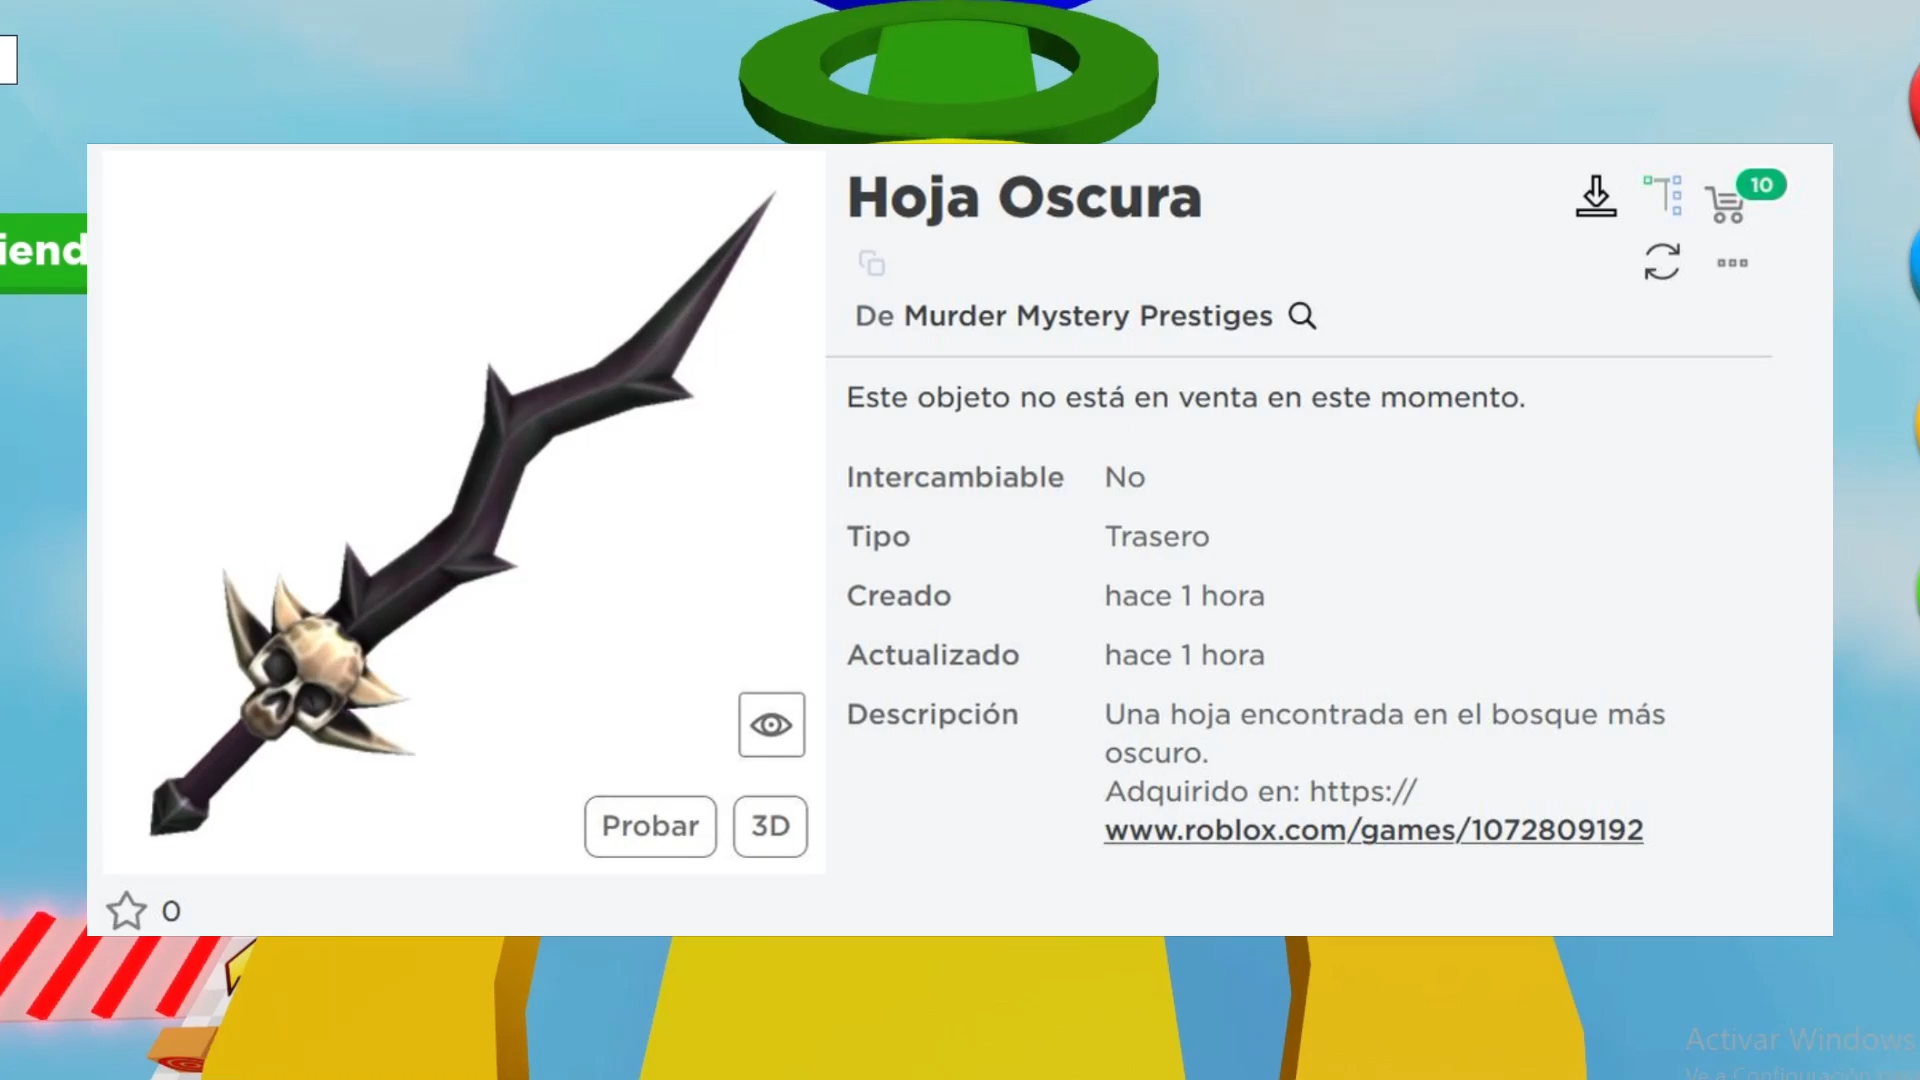 iend
Hoja Oscura
10
De Murder Mystery Prestiges
Este objeto no está en venta en este momento.
Intercambiable No
Tipo Trasero
Creado hace 1 hora
Actualizado hace 1 hora
Descripción Una hoja encontrada en el bosque más
oscuro.
Adquirido en: https://
www.roblox.com/games/1072809192
Probar 3D
0
Activar Windows